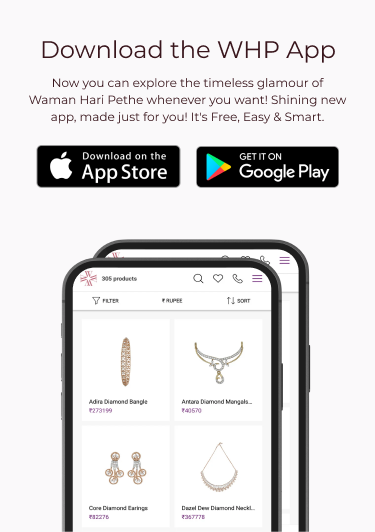 Download the WHP App
Now you can explore the timeless glamour of
Waman Hari Pethe whenever you want! Shining new
app, made just for you! It's Free, Easy & Smart.
Download on the
App Store
GET IT ON
Google Play
305 products
FILTER
₹ RUPEE
SORT
Adira Diamond Bangle
₹273199
Antara Diamond Mangals...
₹40570
Core Diamond Earings
₹82276
Dazel Dew Diamond Neckl...
₹367778